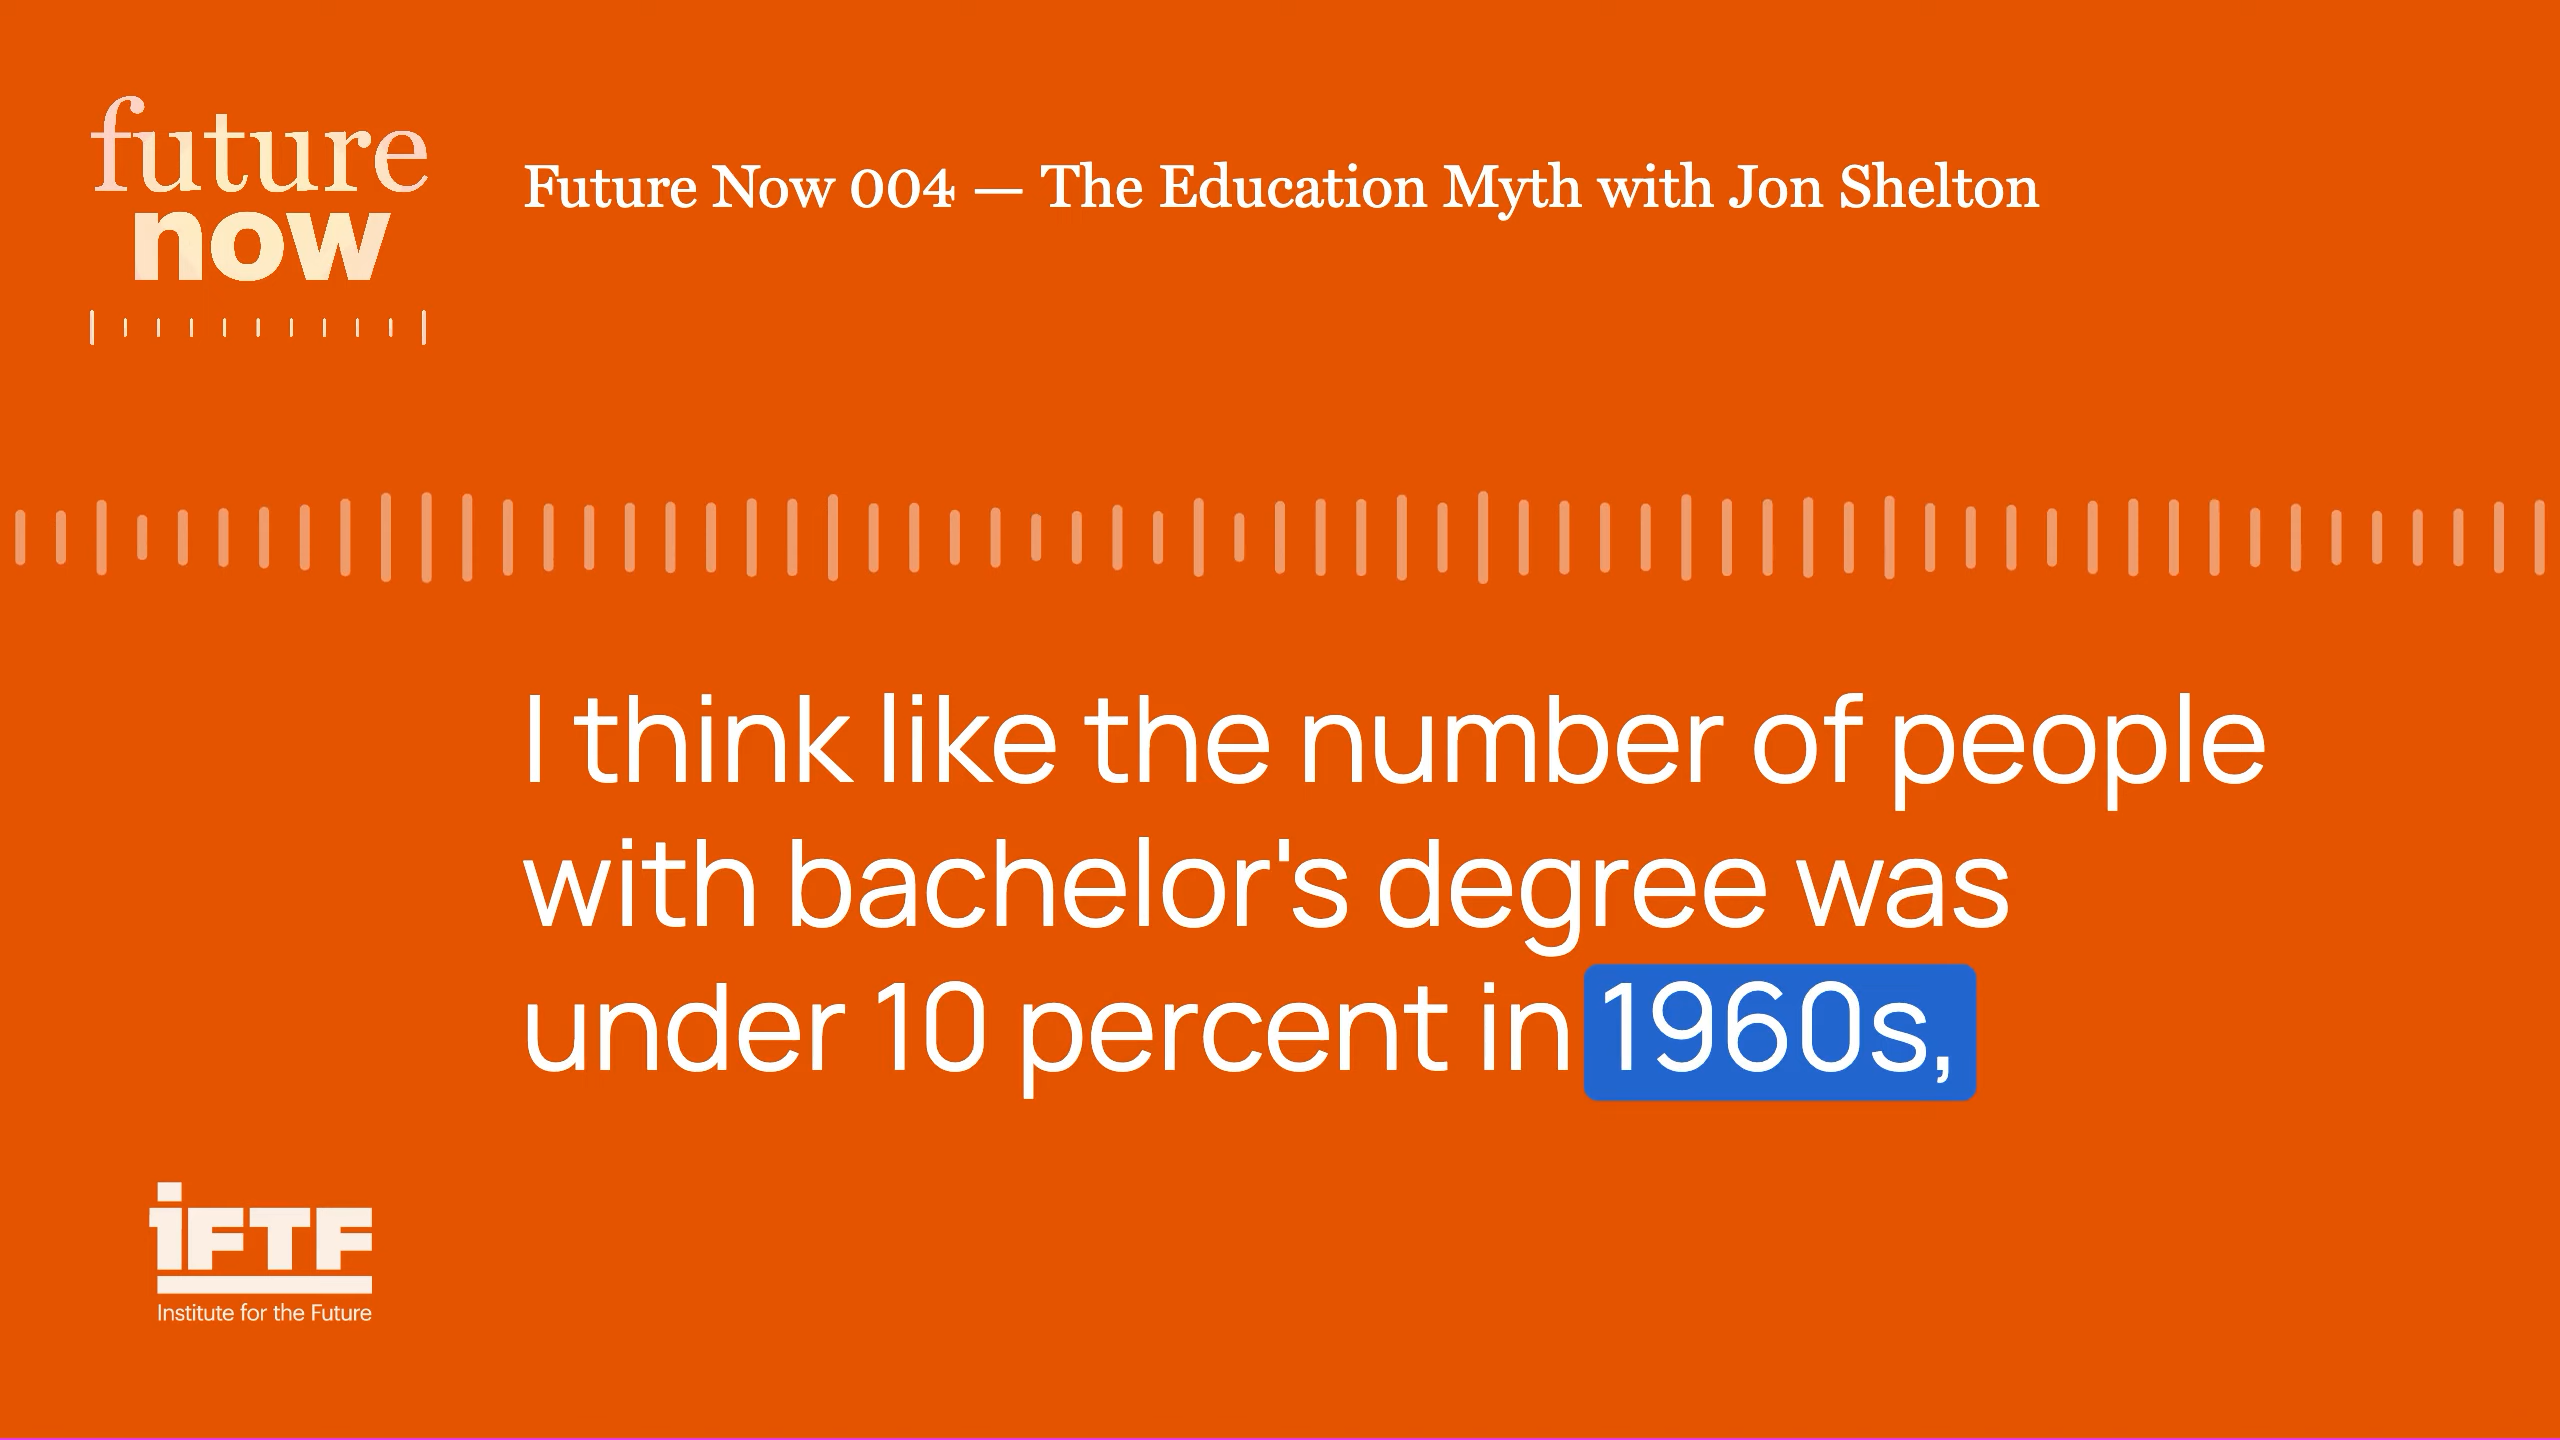 future
now
Future Now 004 — The Education Myth with Jon Shelton
I think like the number of people
with bachelor's degree was
under 10 percent in 1960s,
iFTF
Institute for the Future